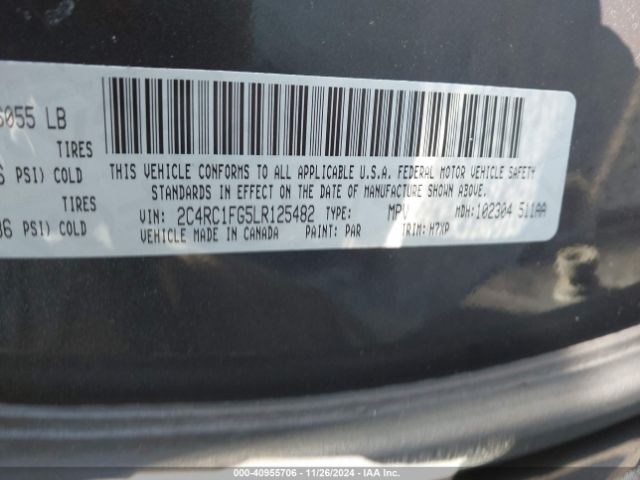 6055 LB
TIRES
PSI) COLD
TIRES
36 PSI) COLD
THIS VEHICLE CONFORMS TO ALL APPLICABLE U.S.A. FEDERAL MOTOR VEHICLE SAFETY
STANDARDS IN EFFECT ON THE DATE OF MANUFACTURE SHOWN ABOVE.
VIN: 2C4RC1FG5LR125482 TYPE: MPV MDH:102304 511AA
VEHICLE MADE IN CANADA PAINT: PAR TRIM: H7XP
000-40955706 - 11/26/2024 - IAA Inc.